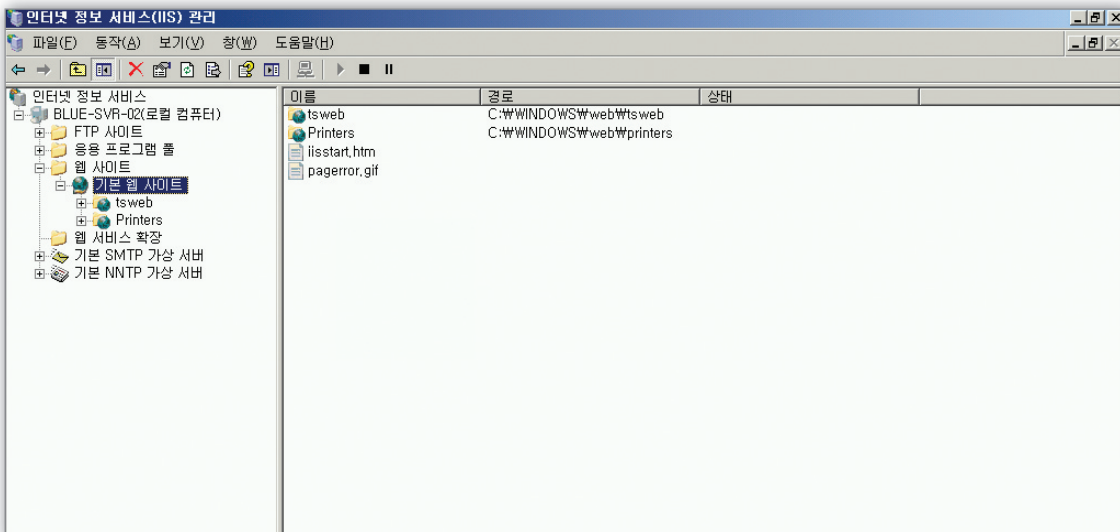 인터넷 정보 서비스(IIS) 관리
파일(F) 동작(A) 보기(V) 창(W) 도움말(H)
인터넷 정보 서비스
BLUE-SVR-02(로컬 컴퓨터)
FTP 사이트
응용 프로그램 풀
웹 사이트
기본 웹 사이트
tsweb
Printers
웹 서비스 확장
기본 SMTP 가상 서버
기본 NNTP 가상 서버
이름 경로 상태
tsweb C:₩WINDOWS₩web₩tsweb
Printers C:₩WINDOWS₩web₩printers
iisstart.htm
pagerror.gif